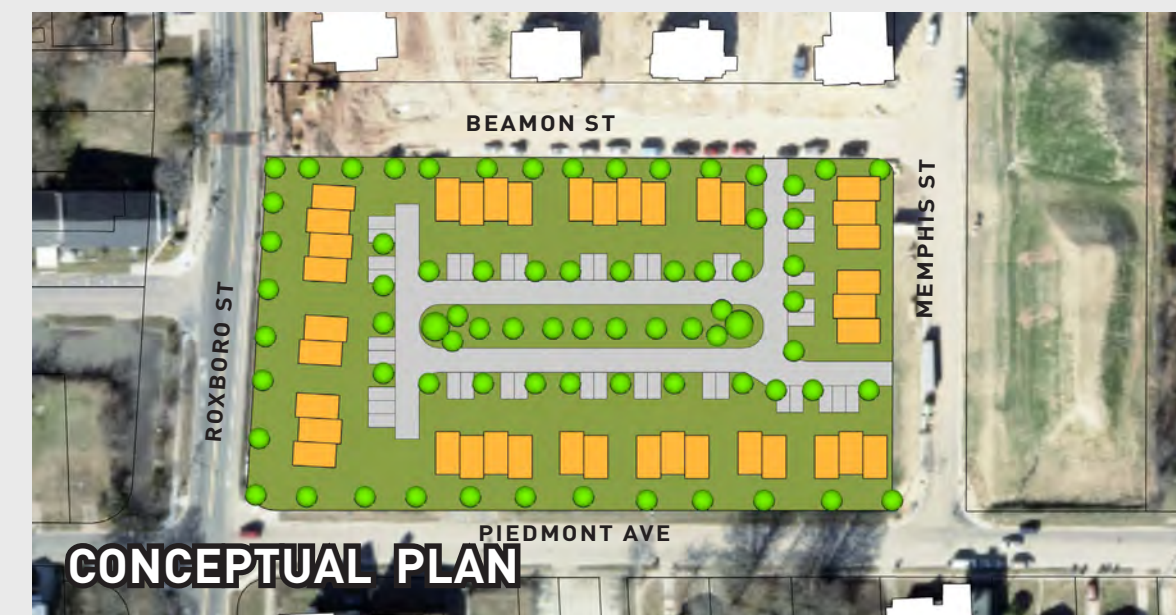 BEAMON ST
MEMPHIS ST
ROXBORO ST
PIEDMONT AVE
CONCEPTUAL PLAN